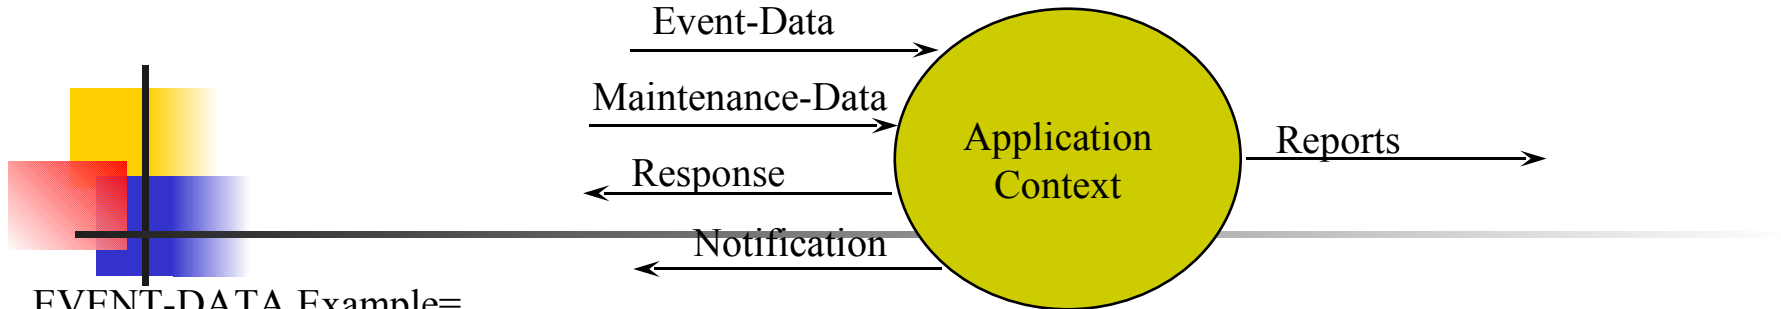 Event-Data
Maintenance-Data
Response
Notification
Application
Context
Reports
EVENT-DATA Example=